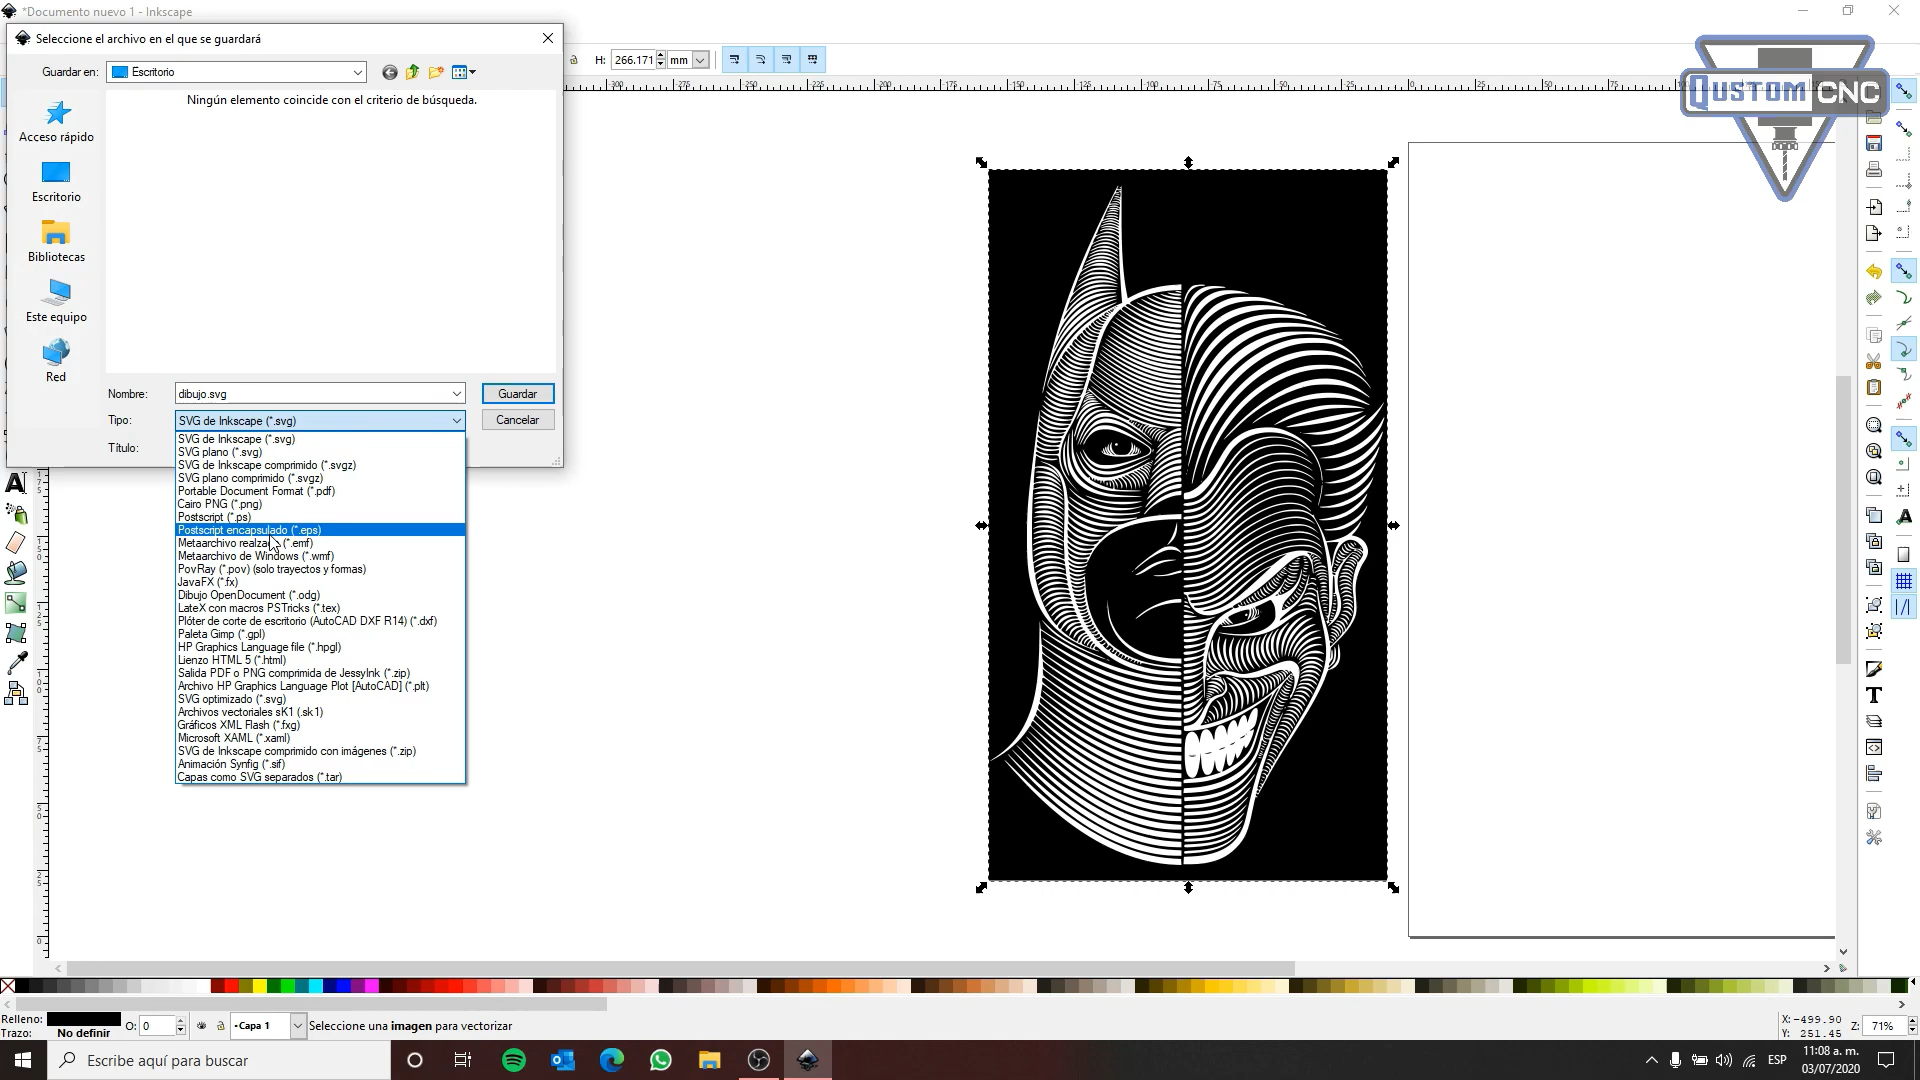 *Documento nuevo 1 - Inkscape
Seleccione el archivo en el que se guardará
Guardar en:
Escritorio
H:
266.171
mm
Ningún elemento coincide con el criterio de búsqueda.
Acceso rápido
Escritorio
Bibliotecas
Este equipo
Red
Nombre:
dibujo.svg
Guardar
Tipo:
SVG de Inkscape (*.svg)
Cancelar
Título:
SVG de Inkscape (*.svg)
SVG plano (*.svg)
SVG de Inkscape comprimido (*.svgz)
SVG plano comprimido (*.svgz)
Portable Document Format (*.pdf)
Cairo PNG (*.png)
Postscript (*.ps)
Postscript encapsulado (*.eps)
Metaarchivo realzado (*.emf)
Metaarchivo de Windows (*.wmf)
PovRay (*.pov) (solo trayectos y formas)
JavaFX (*.fx)
Dibujo OpenDocument (*.odg)
LateX con macros PSTricks (*.tex)
Plóter de corte de escritorio (AutoCAD DXF R14) (*.dxf)
Paleta Gimp (*.gpl)
HP Graphics Language file (*.hpgl)
Lienzo HTML 5 (*.html)
Salida PDF o PNG comprimida de JessyInk (*.zip)
Archivo HP Graphics Language Plot [AutoCAD] (*.plt)
SVG optimizado (*.svg)
Archivos vectoriales sK1 (.sk1)
Gráficos XML Flash (*.fxg)
Microsoft XAML (*.xaml)
SVG de Inkscape comprimido con imágenes (*.zip)
Animación Synfig (*.sif)
Capas como SVG separados (*.tar)
QUSTOM CNC
Relleno:
Trazo:
No definir
O:
0
•Capa 1
Seleccione una imagen para vectorizar
X: -499.90
Y: 251.45
Z:
71%
Escribe aquí para buscar
ESP
11:08 a. m.
03/07/2020